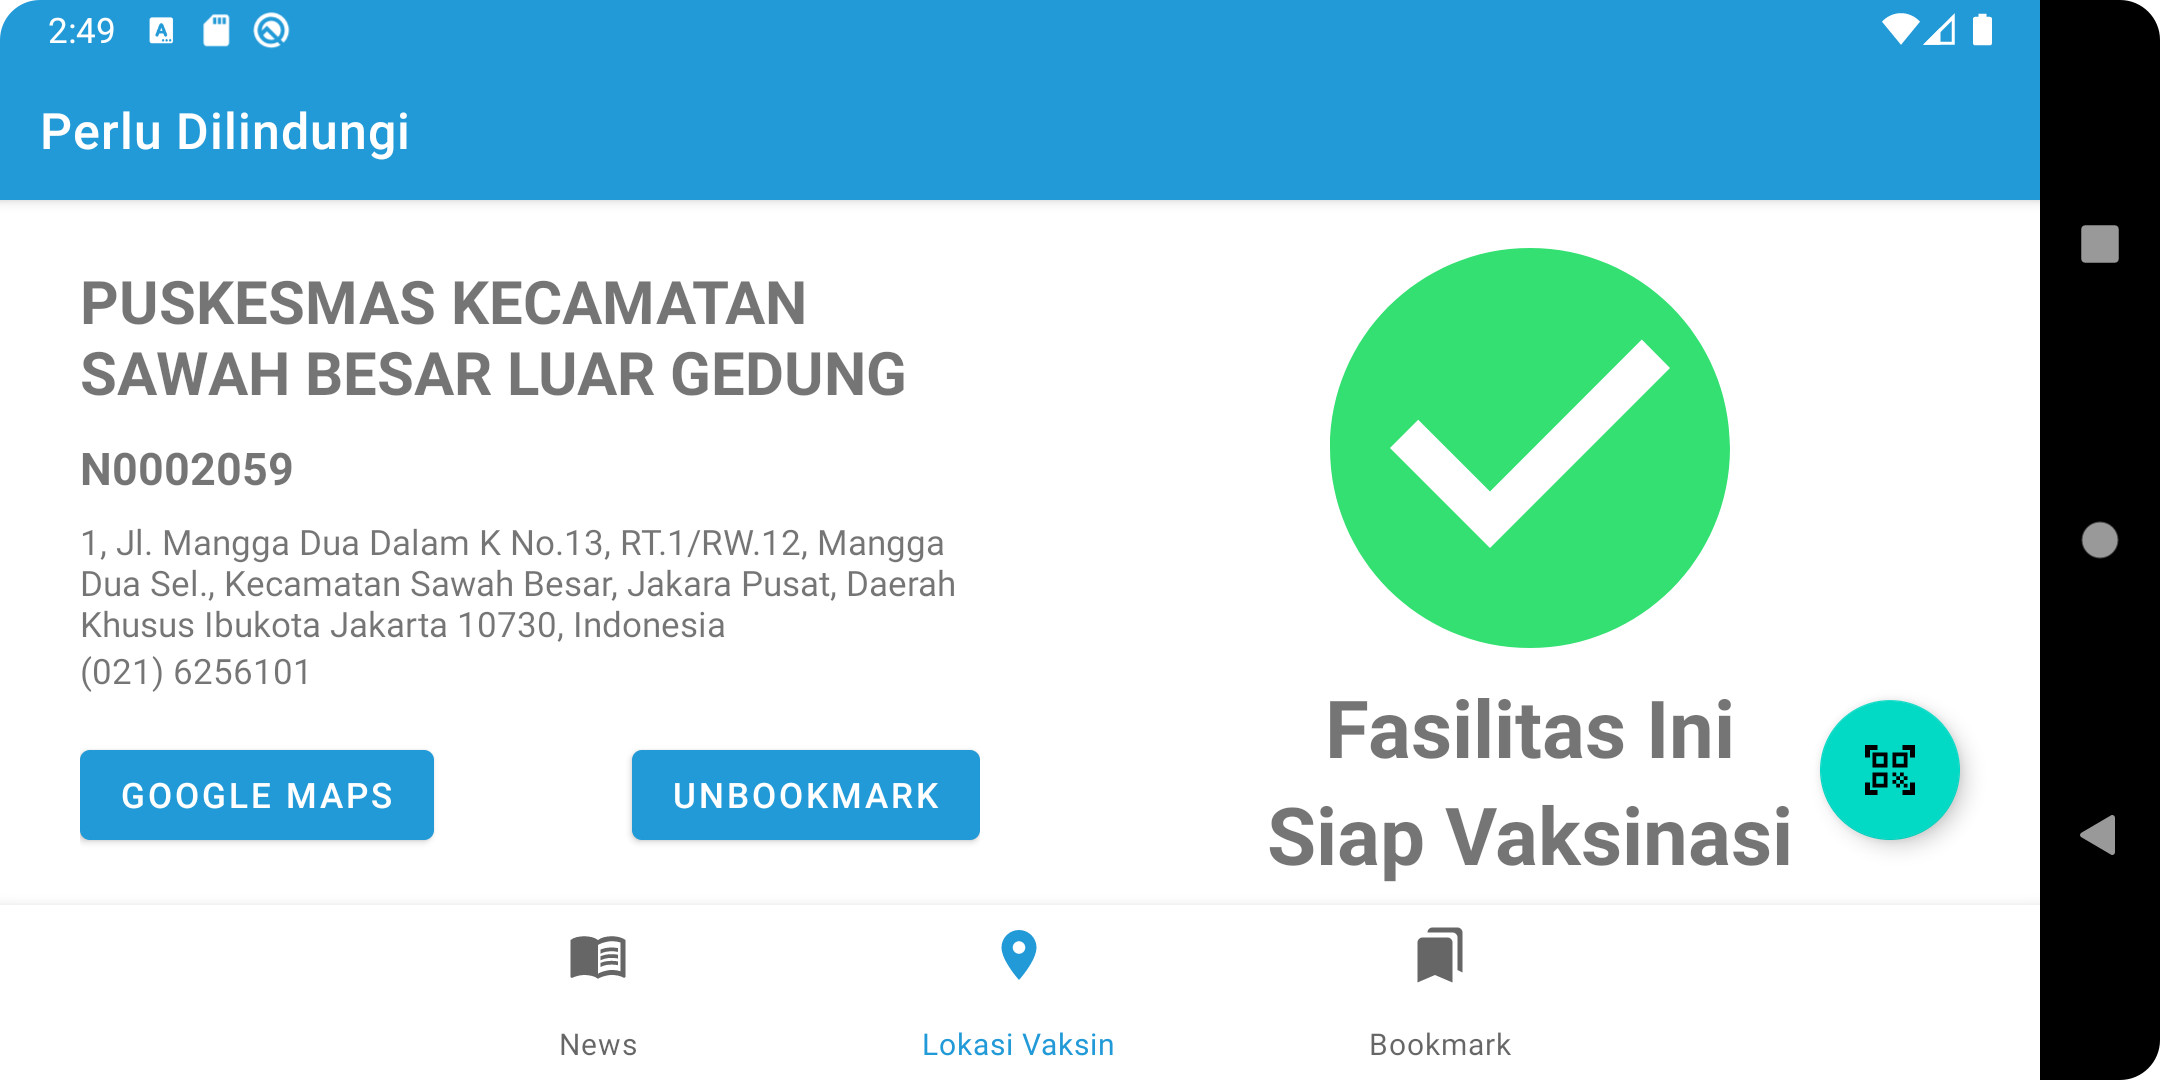 2:49
Perlu Dilindungi
PUSKESMAS KECAMATAN
SAWAH BESAR LUAR GEDUNG
N0002059
1, Jl. Mangga Dua Dalam K No.13, RT.1/RW.12, Mangga
Dua Sel., Kecamatan Sawah Besar, Jakara Pusat, Daerah
Khusus Ibukota Jakarta 10730, Indonesia
(021) 6256101
GOOGLE MAPS
UNBOOKMARK
Fasilitas Ini
Siap Vaksinasi
News
Lokasi Vaksin
Bookmark